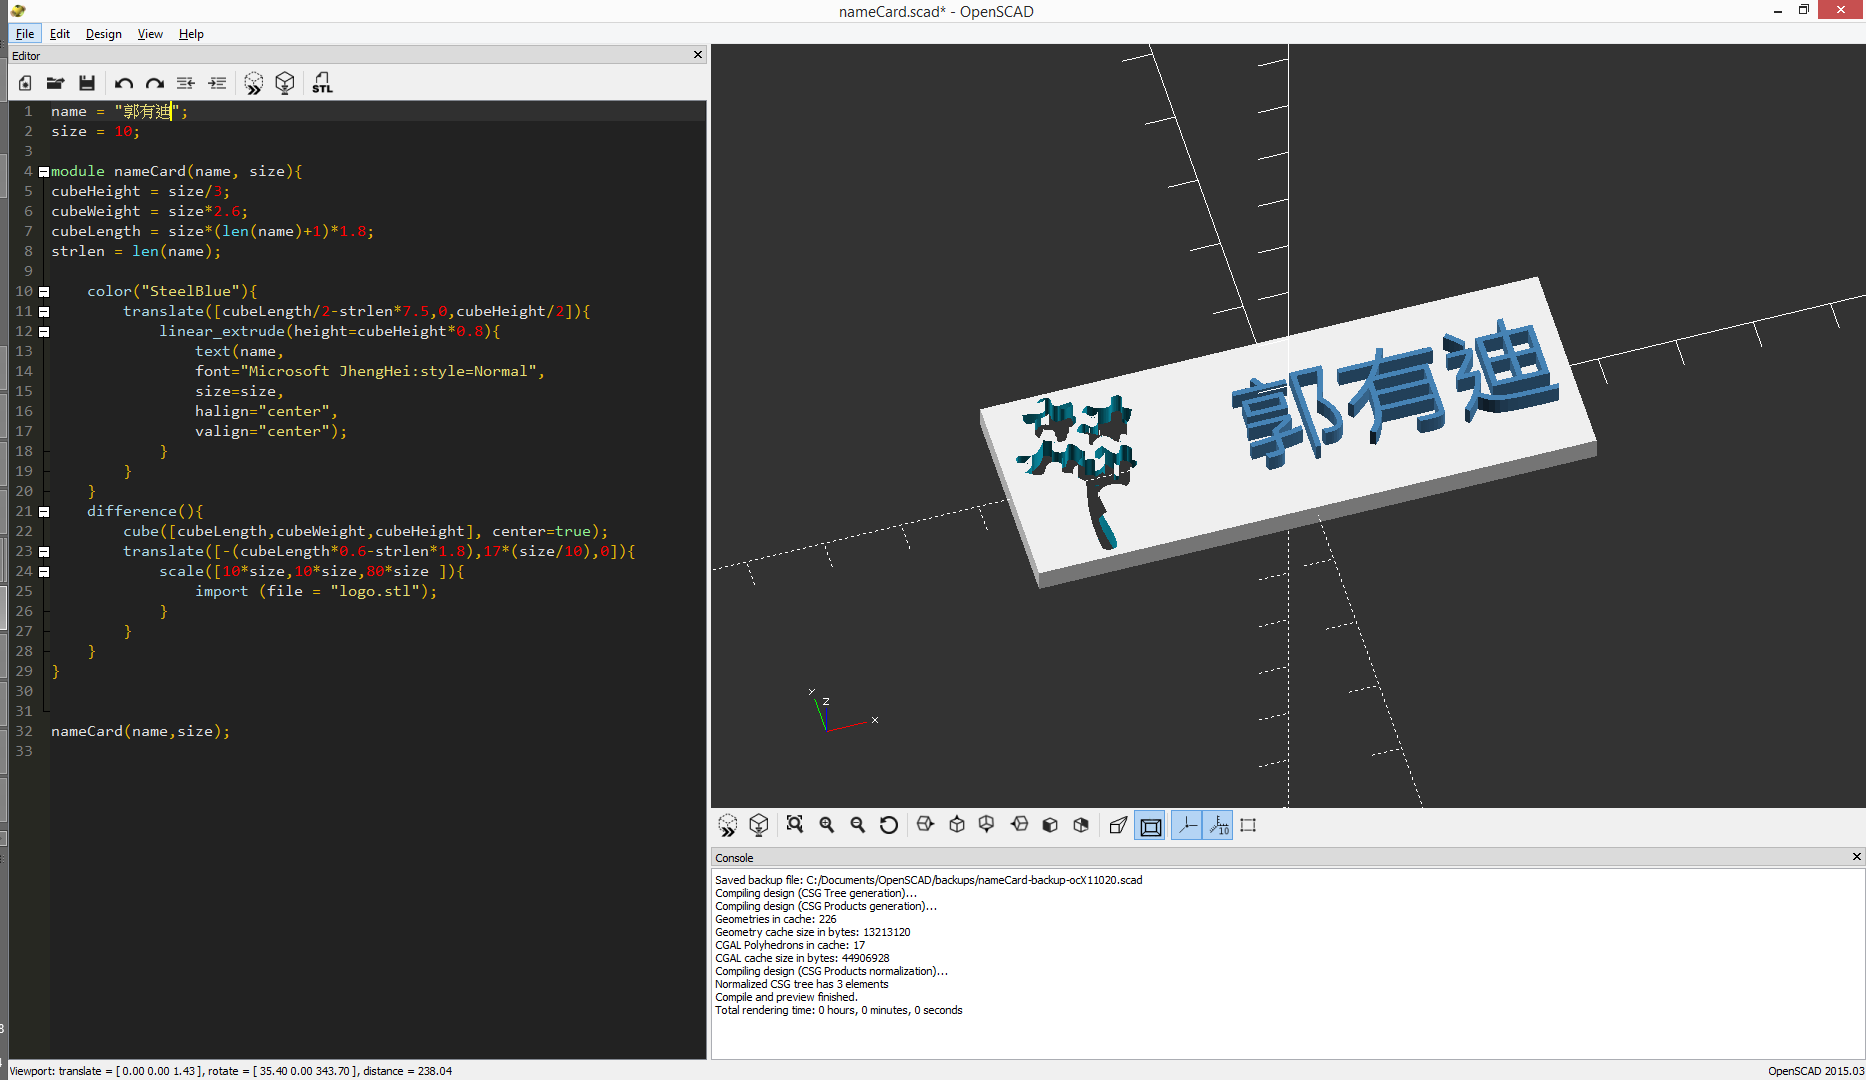 nameCard.scad* - OpenSCAD
File Edit Design View Help
Editor
STL
1 name = "郭有迪";
2 size = 10;
3
4 module nameCard(name, size){
5 cubeHeight = size/3;
6 cubeWeight = size*2.6;
7 cubeLength = size*(len(name)+1)*1.8;
8 strlen = len(name);
9
10 color("SteelBlue"){
11 translate([cubeLength/2-strlen*7.5,0,cubeHeight/2]){
12 linear_extrude(height=cubeHeight*0.8){
13 text(name,
14 font="Microsoft JhengHei:style=Normal",
15 size=size,
16 halign="center",
17 valign="center");
18 }
19 }
20 }
21 difference(){
22 cube([cubeLength,cubeWeight,cubeHeight], center=true);
23 translate([-(cubeLength*0.6-strlen*1.8),17*(size/10),0]){
24 scale([10*size,10*size,80*size ]){
25 import (file = "logo.stl");
26 }
27 }
28 }
29 }
30
31
32 nameCard(name,size);
33
郭有迪
Y
Z
X
10
Console
Saved backup file: C:/Documents/OpenSCAD/backups/nameCard-backup-ocX11020.scad
Compiling design (CSG Tree generation)...
Compiling design (CSG Products generation)...
Geometries in cache: 226
Geometry cache size in bytes: 13213120
CGAL Polyhedrons in cache: 17
CGAL cache size in bytes: 44906928
Compiling design (CSG Products normalization)...
Normalized CSG tree has 3 elements
Compile and preview finished.
Total rendering time: 0 hours, 0 minutes, 0 seconds
Viewport: translate = [ 0.00 0.00 1.43 ], rotate = [ 35.40 0.00 343.70 ], distance = 238.04
OpenSCAD 2015.03